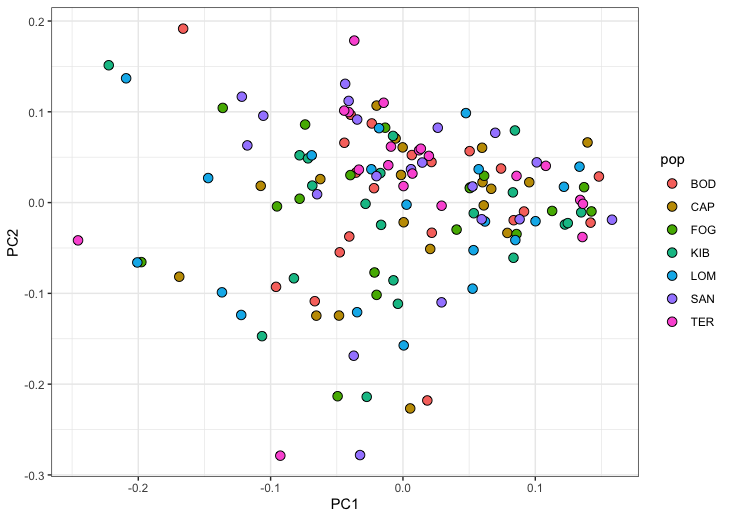 0.2
0.1
0.0
-0.1
-0.2
-0.3
PC2
-0.2
-0.1
0.0
0.1
PC1
pop
BOD
CAP
FOG
KIB
LOM
SAN
TER